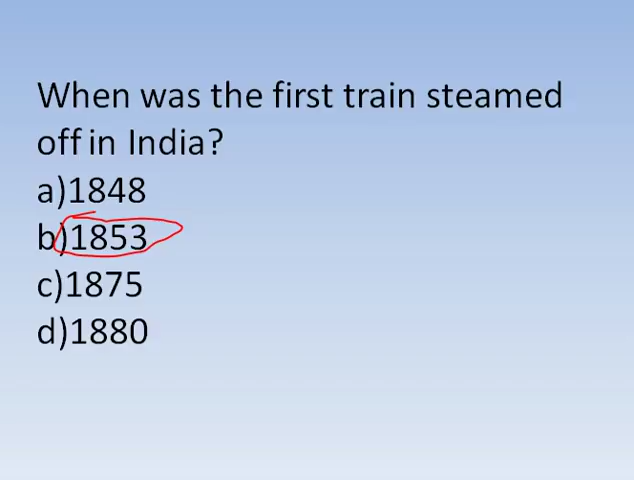 When was the first train steamed
off in India?
a)1848
b)1853
c)1875
d)1880